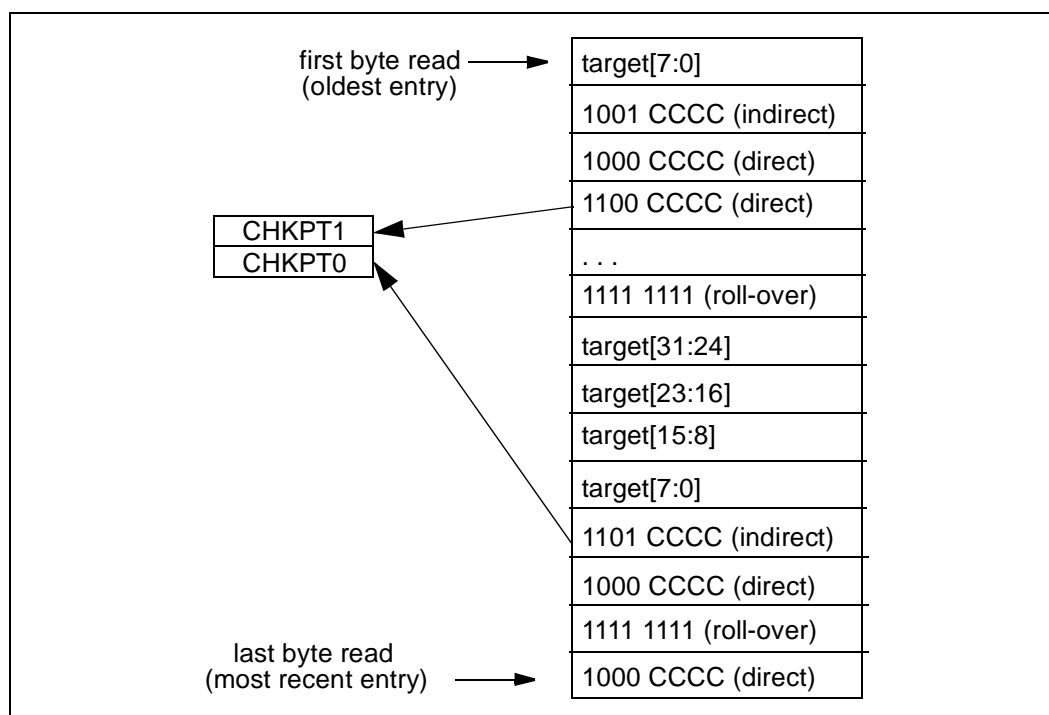 first byte read
(oldest entry)
target[7:0]
1001 CCCC (indirect)
1000 CCCC (direct)
1100 CCCC (direct)
CHKPT1
CHKPT0
. . .
1111 1111 (roll-over)
target[31:24]
target[23:16]
target[15:8]
target[7:0]
1101 CCCC (indirect)
1000 CCCC (direct)
1111 1111 (roll-over)
last byte read
(most recent entry)
1000 CCCC (direct)